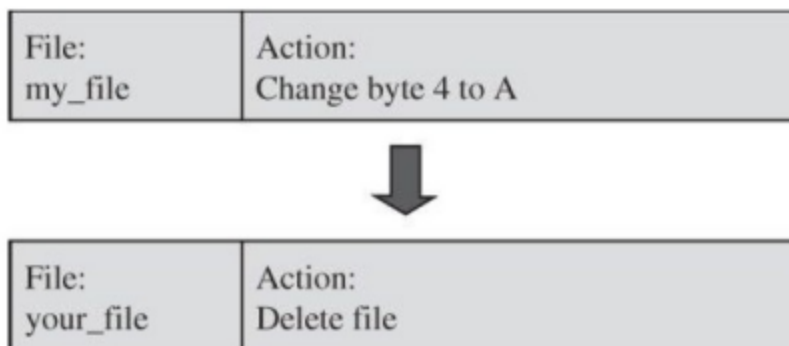 File:
my_file
Action:
Change byte 4 to A
File:
your_file
Action:
Delete file